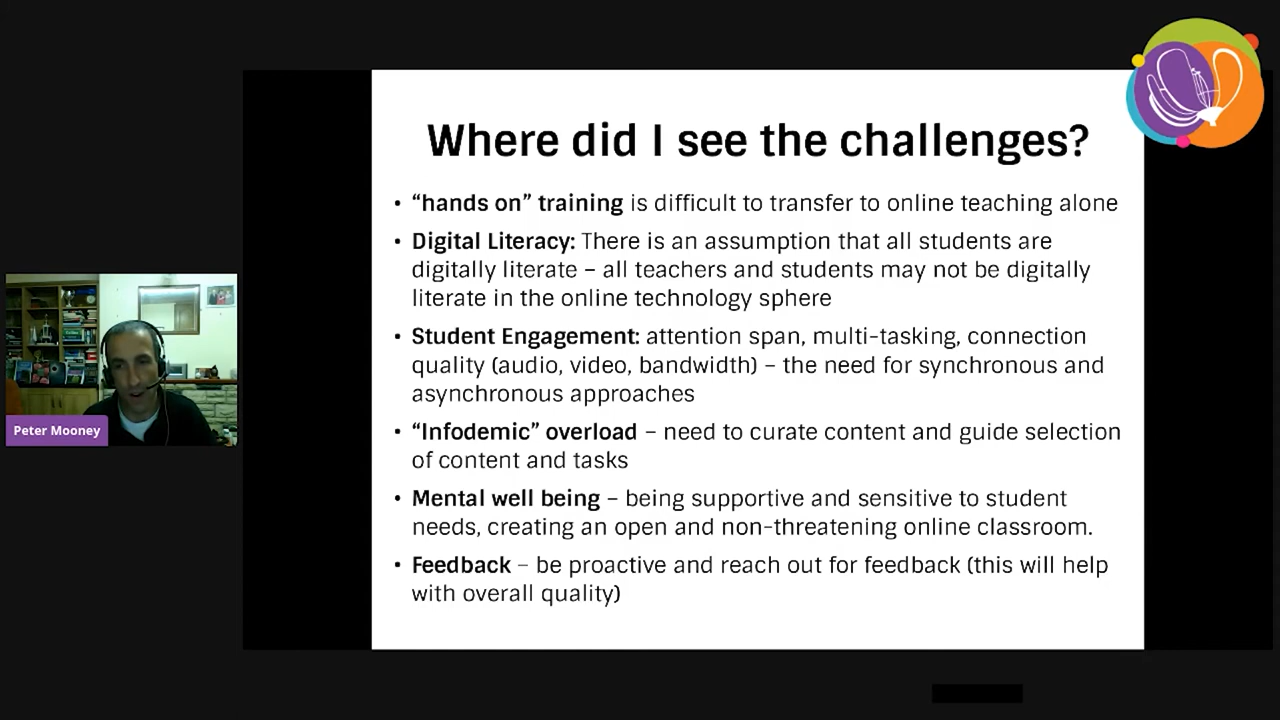 Where did I see the challenges?
• “hands on” training is difficult to transfer to online teaching alone
• Digital Literacy: There is an assumption that all students are
digitally literate – all teachers and students may not be digitally
literate in the online technology sphere
• Student Engagement: attention span, multi-tasking, connection
quality (audio, video, bandwidth) – the need for synchronous and
asynchronous approaches
• “Infodemic” overload – need to curate content and guide selection
of content and tasks
• Mental well being – being supportive and sensitive to student
needs, creating an open and non-threatening online classroom.
• Feedback – be proactive and reach out for feedback (this will help
with overall quality)
Peter Mooney